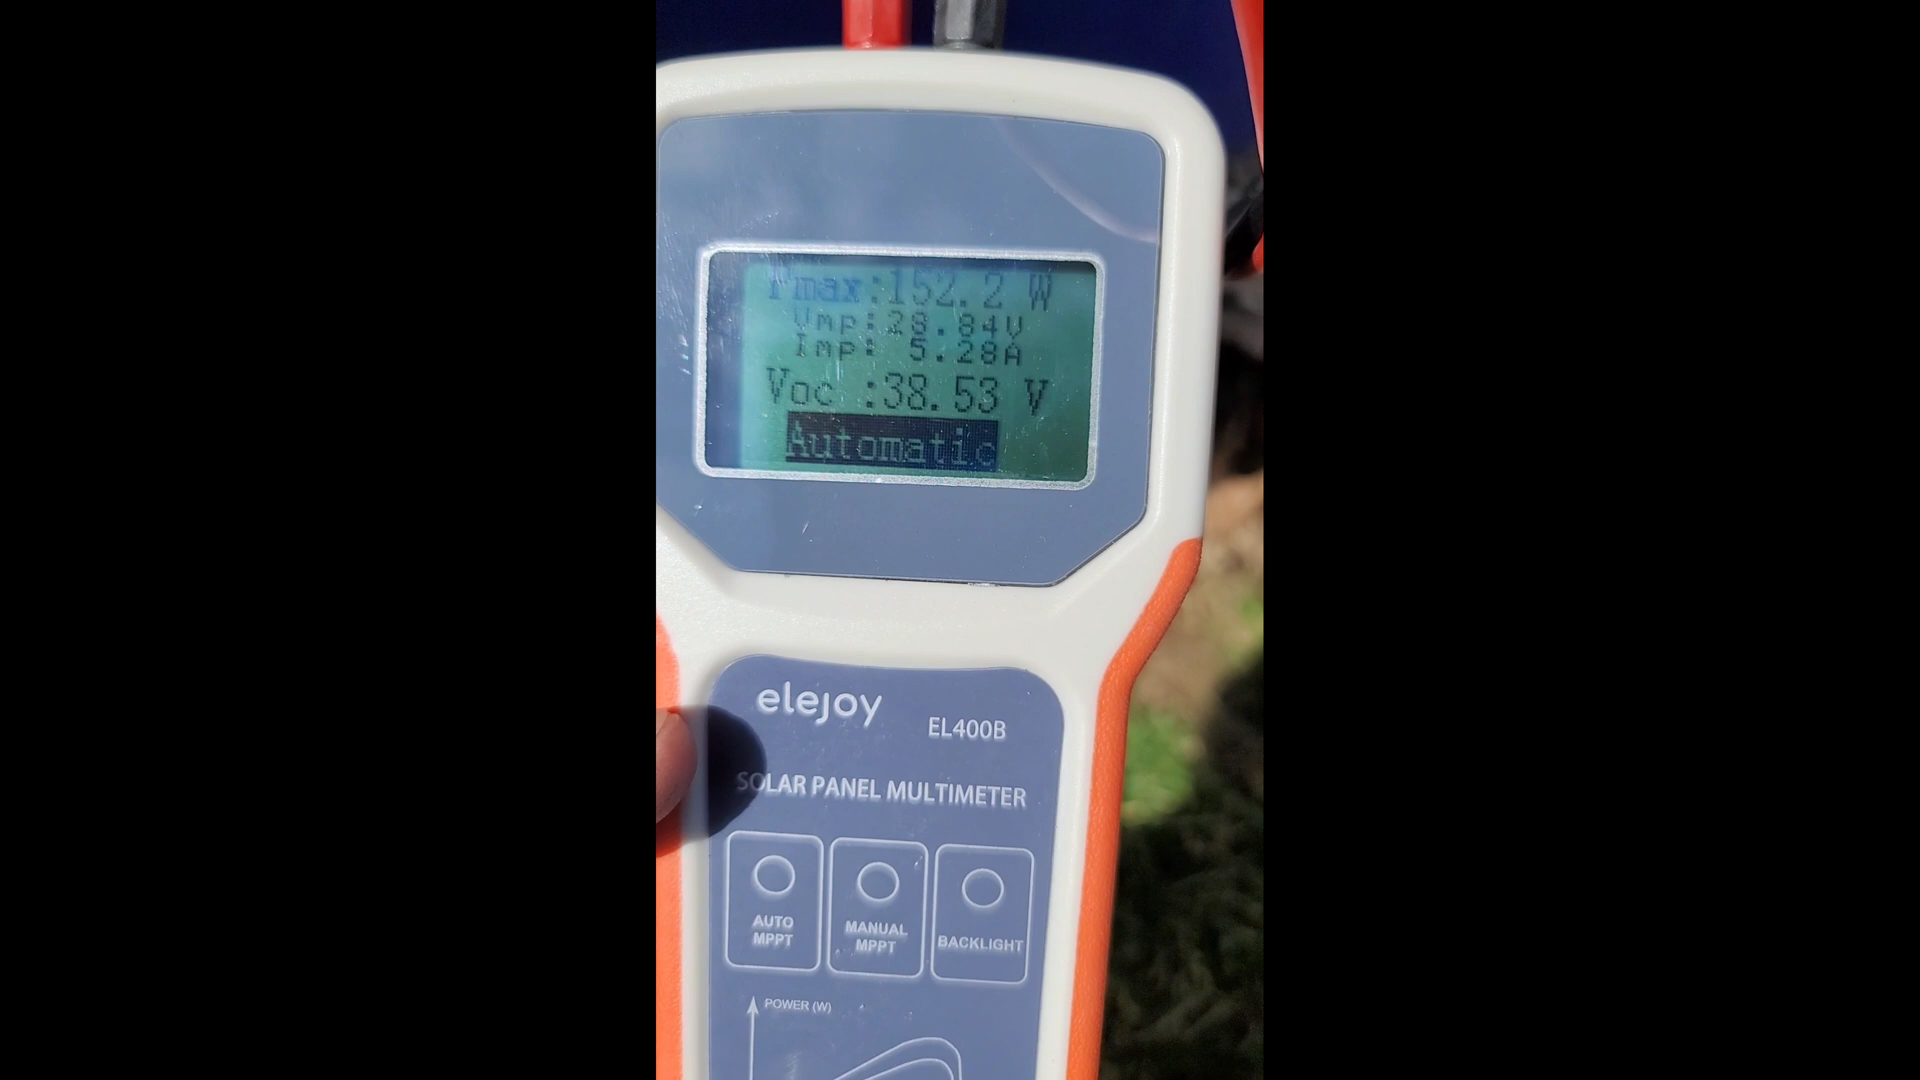 Pmax:152.2 W
Vmp:28.84V
Imp: 5.28A
Voc :38.53 V
Automatic
elejoy
EL400B
SOLAR PANEL MULTIMETER
AUTO
MPPT
MANUAL
MPPT
BACKLIGHT
POWER (W)